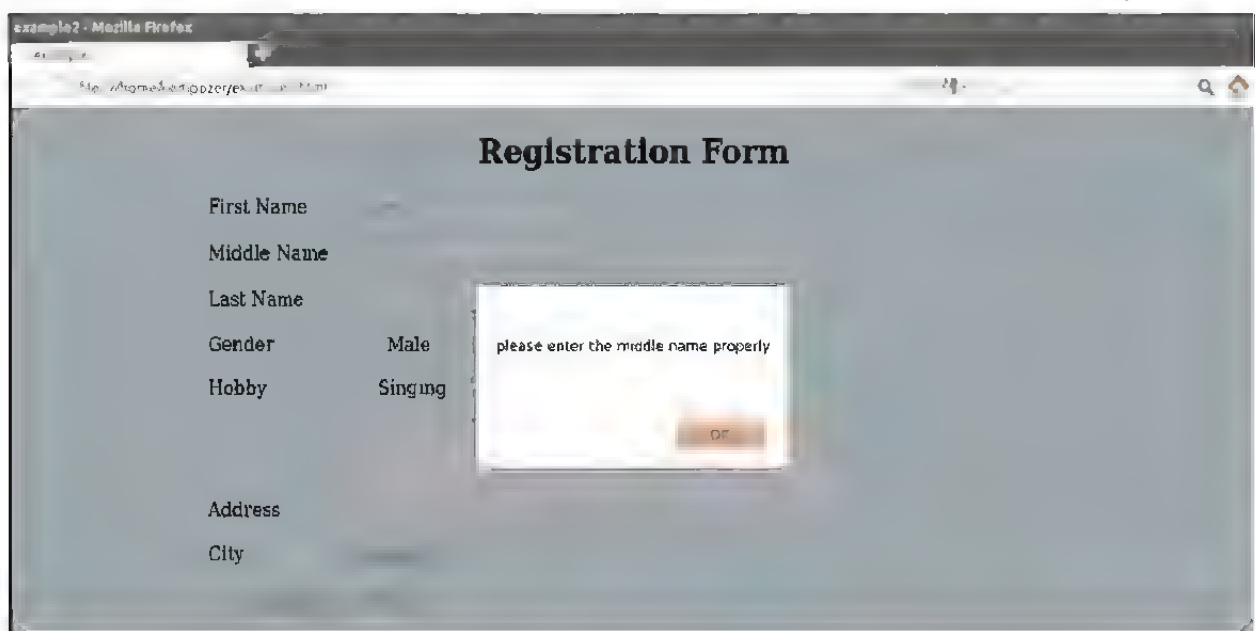 example2 - Mozilla Firefox
Registration Form
First Name
Middle Name
Last Name
Gender Male
please enter the middle name properly
Hobby Singing
OK
Address
City